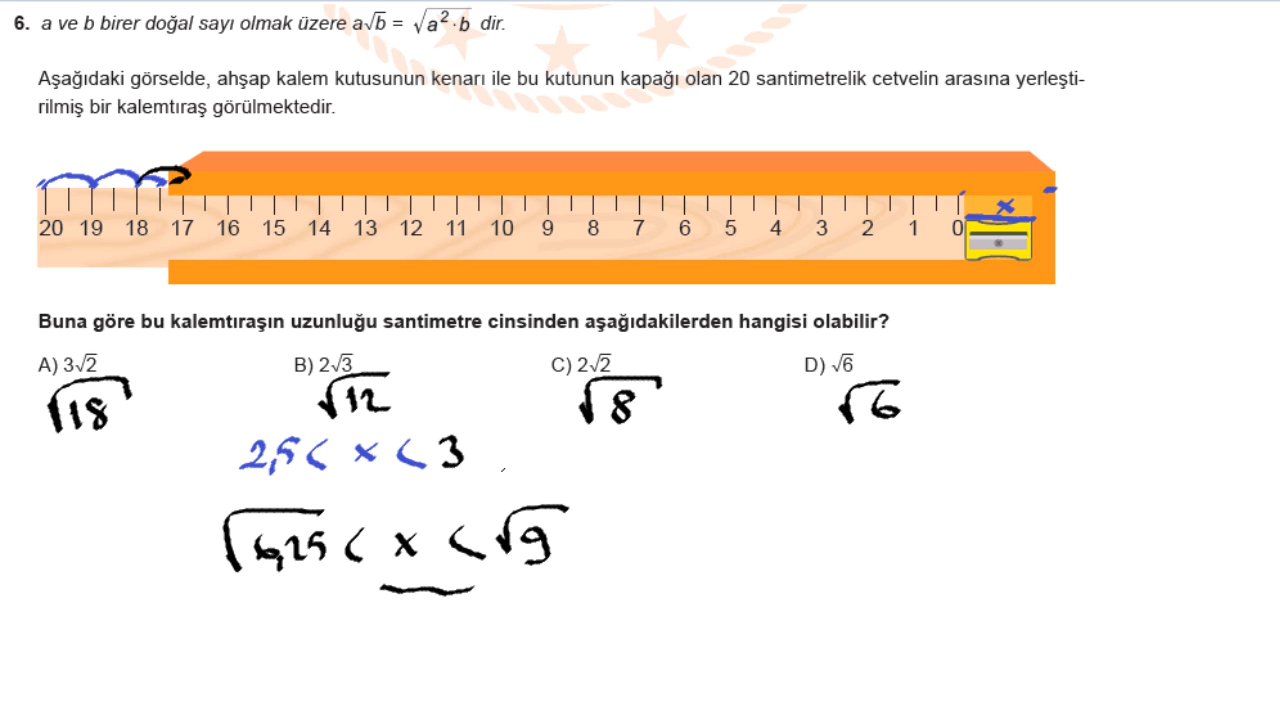 6. a ve b birer doğal sayı olmak üzere a√b = √a²·b dir.
Aşağıdaki görselde, ahşap kalem kutusunun kenarı ile bu kutunun kapağı olan 20 santimetrelik cetvelin arasına yerleşti-
rilmiş bir kalemtıraş görülmektedir.
x
20 19 18 17 16 15 14 13 12 11 10 9 8 7 6 5 4 3 2 1 0
Buna göre bu kalemtıraşın uzunluğu santimetre cinsinden aşağıdakilerden hangisi olabilir?
A) 3√2 B) 2√3 C) 2√2 D) √6
√18 √12 √8 √6
2,5 < x < 3
√6,25 < x < √9